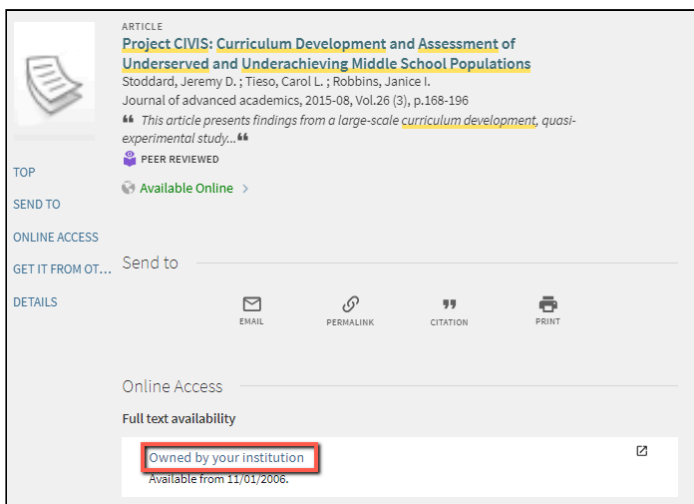 ARTICLE
Project CIVIS: Curriculum Development and Assessment of
Underserved and Underachieving Middle School Populations
Stoddard, Jeremy D. ; Tieso, Carol L. ; Robbins, Janice I.
Journal of advanced academics, 2015-08, Vol.26 (3), p.168-196
❝ This article presents findings from a large-scale curriculum development, quasi-
experimental study...❝
PEER REVIEWED
Available Online >
TOP
SEND TO
ONLINE ACCESS
GET IT FROM OT...
DETAILS
Send to
EMAIL
PERMALINK
CITATION
PRINT
Online Access
Full text availability
Owned by your institution
Available from 11/01/2006.